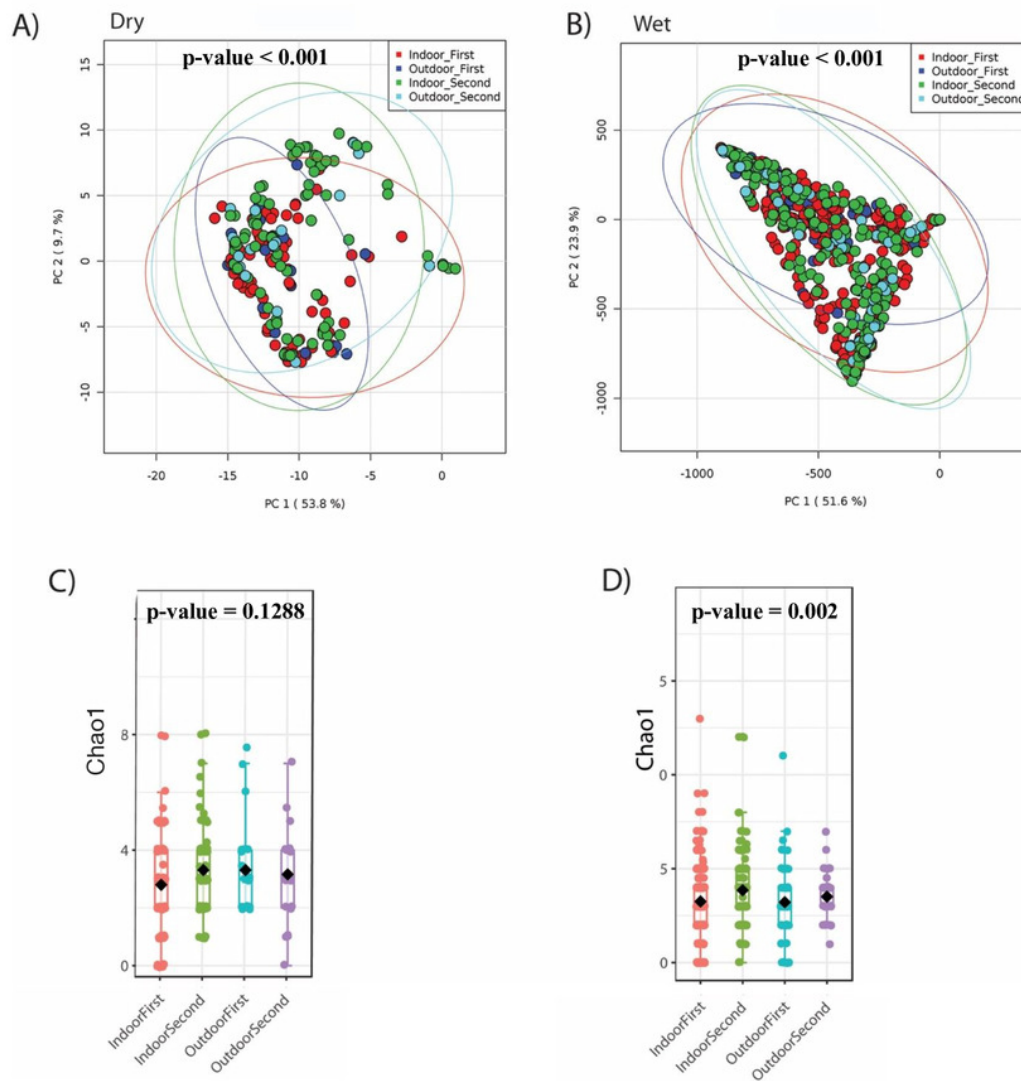 A) Dry
p-value < 0.001
Indoor_First
Outdoor_First
Indoor_Second
Outdoor_Second
15
10
5
0
-5
-10
PC 2 ( 9.7 %)
-20 -15 -10 -5 0
PC 1 ( 53.8 %)
B) Wet
p-value < 0.001
Indoor_First
Outdoor_First
Indoor_Second
Outdoor_Second
500
0
-500
-1000
PC 2 ( 23.9 %)
-1000 -500 0
PC 1 ( 51.6 %)
C)
p-value = 0.1288
Chao1
8
4
0
IndoorFirst
IndoorSecond
OutdoorFirst
OutdoorSecond
D)
p-value = 0.002
Chao1
5
0
5
0
IndoorFirst
IndoorSecond
OutdoorFirst
OutdoorSecond